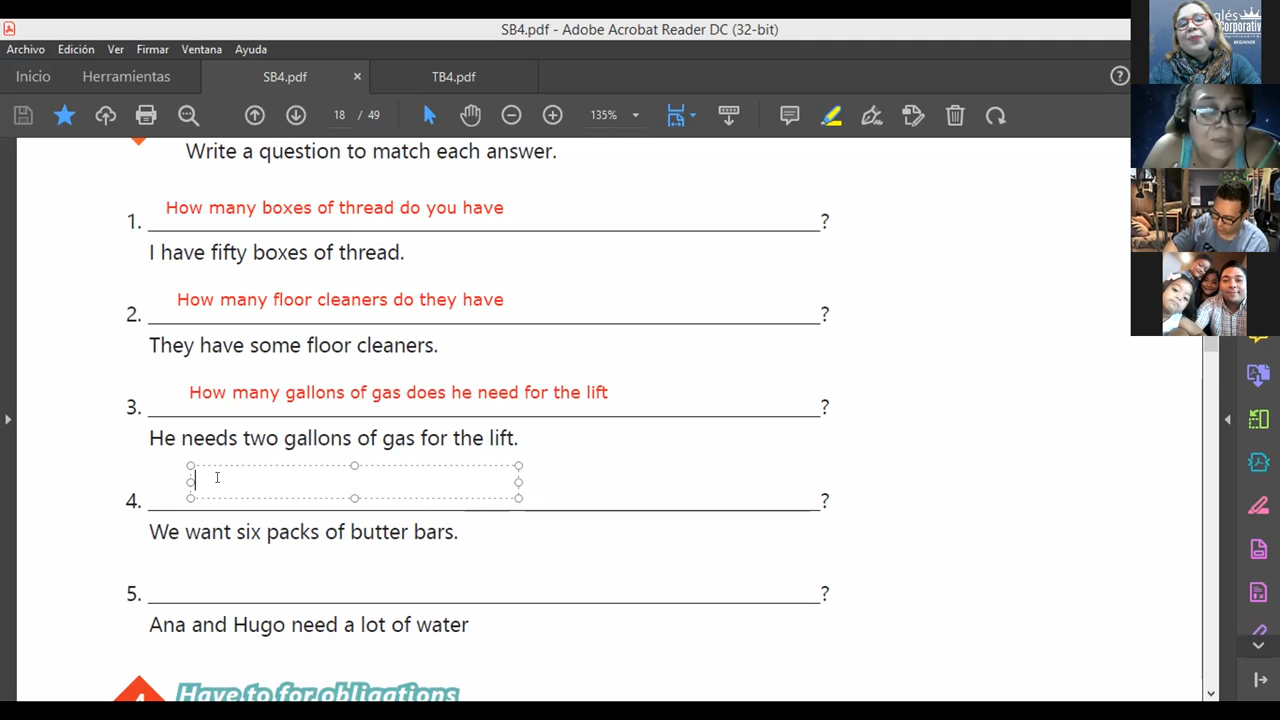 SB4.pdf - Adobe Acrobat Reader DC (32-bit)
Archivo Edición Ver Firmar Ventana Ayuda
Inicio Herramientas SB4.pdf × TB4.pdf
18 / 49 135%
Write a question to match each answer.
How many boxes of thread do you have
1. ?
I have fifty boxes of thread.
How many floor cleaners do they have
2. ?
They have some floor cleaners.
How many gallons of gas does he need for the lift
3. ?
He needs two gallons of gas for the lift.
4. ?
We want six packs of butter bars.
5. ?
Ana and Hugo need a lot of water
4 Have to for obligations
glés
Corporativ
BEGINNER